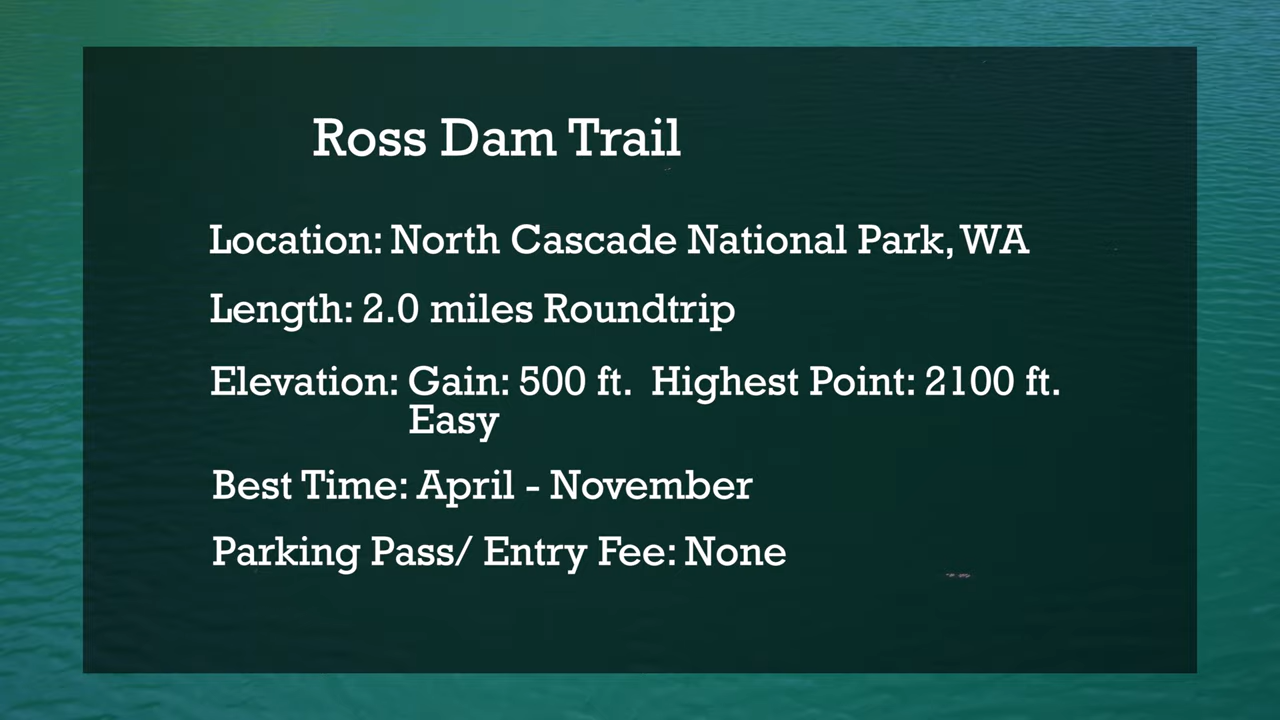 Ross Dam Trail
Location: North Cascade National Park, WA
Length: 2.0 miles Roundtrip
Elevation: Gain: 500 ft.  Highest Point: 2100 ft.
Easy
Best Time: April - November
Parking Pass/ Entry Fee: None